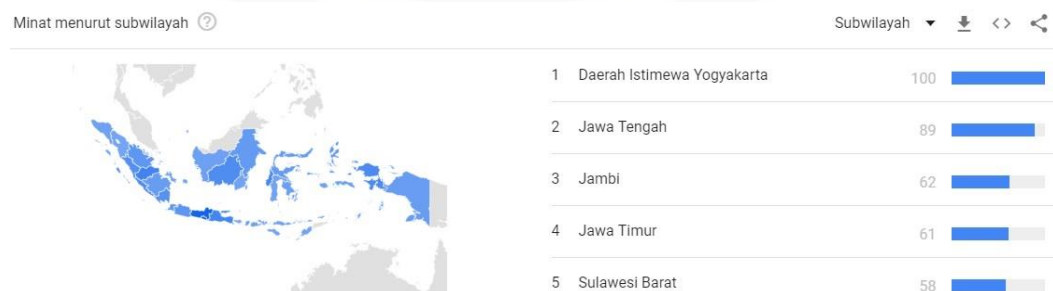 Minat menurut subwilayah
Subwilayah
1 Daerah Istimewa Yogyakarta 100
2 Jawa Tengah 89
3 Jambi 62
4 Jawa Timur 61
5 Sulawesi Barat 58